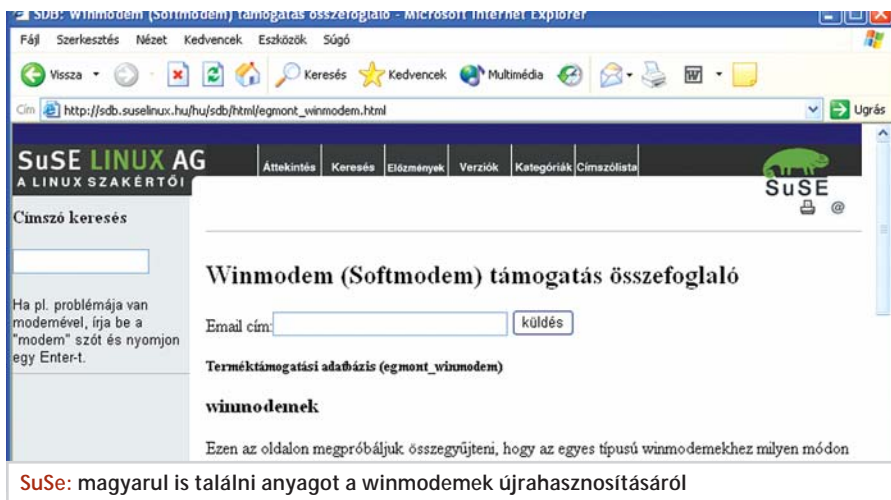 SDB: Winmodem (Softmodem) támogatás összefoglaló - Microsoft Internet Explorer
Fájl Szerkesztés Nézet Kedvencek Eszközök Súgó
Vissza Keresés Kedvencek Multimédia
Cím http://sdb.suselinux.hu/hu/sdb/html/egmont_winmodem.html Ugrás
SuSE LINUX AG
A LINUX SZAKÉRTŐI
Áttekintés Keresés Előzmények Verziók Kategóriák Címszólista
SuSE
@
Címszó keresés
Ha pl. problémája van
modemével, írja be a
"modem" szót és nyomjon
egy Enter-t.
Winmodem (Softmodem) támogatás összefoglaló
Email cím: küldés
Terméktámogatási adatbázis (egmont_winmodem)
winmodemek
Ezen az oldalon megpróbáljuk összegyűjteni, hogy az egyes típusú winmodemekhez milyen módon
SuSe: magyarul is találni anyagot a winmodemek újrahasznosításáról